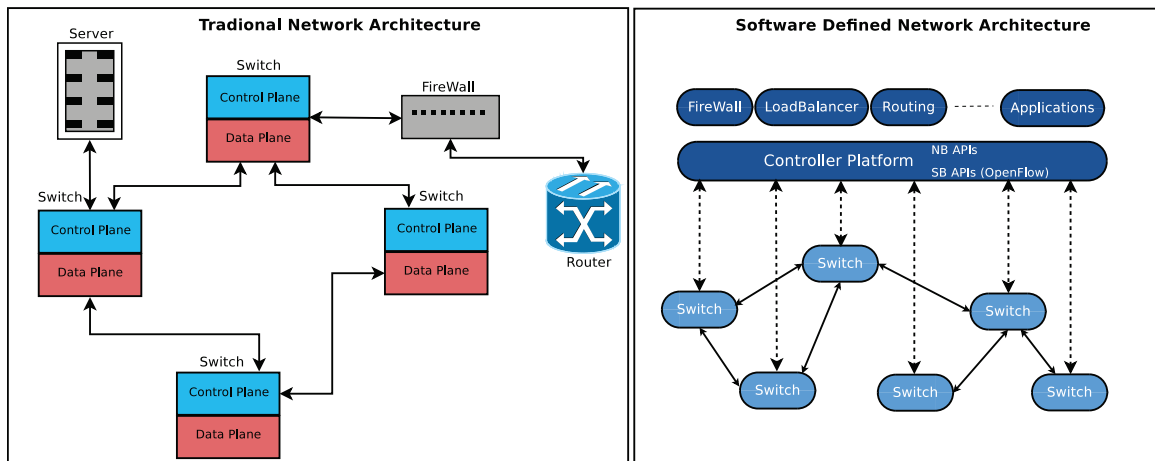 Tradional Network Architecture
Server
Switch
Control Plane
Data Plane
FireWall
Switch
Control Plane
Data Plane
Switch
Control Plane
Data Plane
Router
Switch
Control Plane
Data Plane
Software Defined Network Architecture
FireWall LoadBalancer Routing Applications
Controller Platform
NB APIs
SB APIs (OpenFlow)
Switch
Switch
Switch
Switch
Switch
Switch